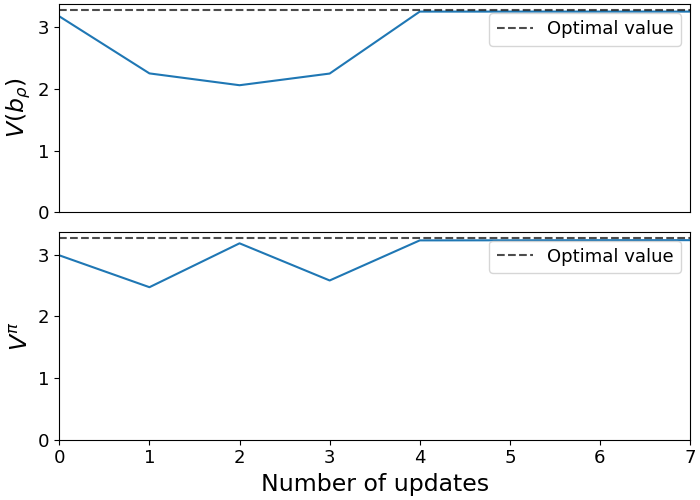 3
2
1
0
V(b_ρ)
Optimal value
3
2
1
0
V^π
Optimal value
0 1 2 3 4 5 6 7
Number of updates